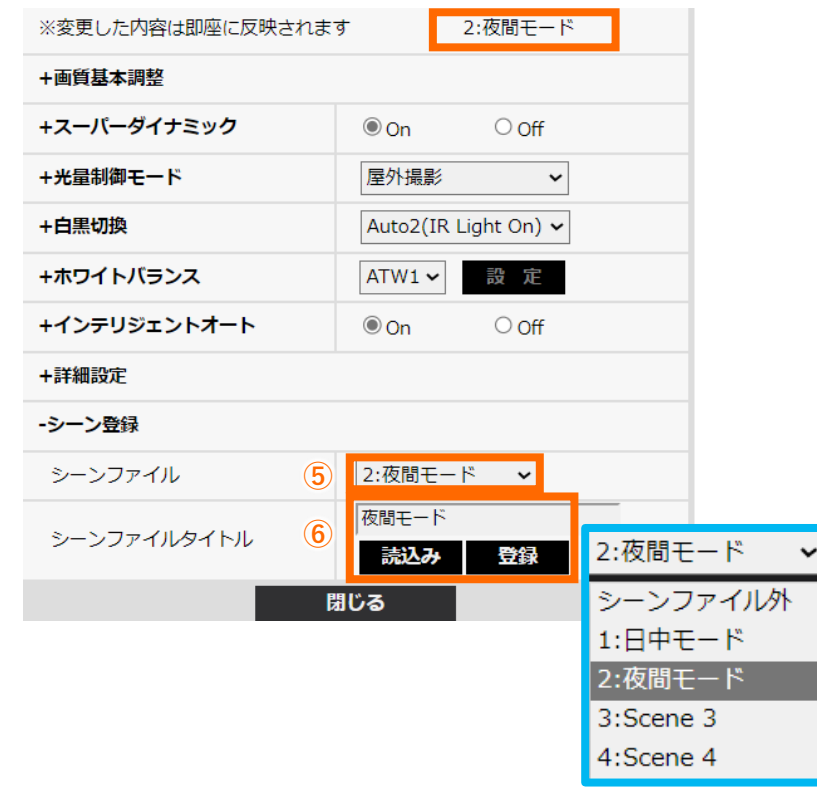 ※変更した内容は即座に反映されます 2:夜間モード
+画質基本調整
+スーパーダイナミック On Off
+光量制御モード 屋外撮影
+白黒切換 Auto2(IR Light On)
+ホワイトバランス ATW1 設 定
+インテリジェントオート On Off
+詳細設定
-シーン登録
シーンファイル ⑤ 2:夜間モード
シーンファイルタイトル ⑥ 夜間モード
読込み 登録
閉じる
2:夜間モード
シーンファイル外
1:日中モード
2:夜間モード
3:Scene 3
4:Scene 4